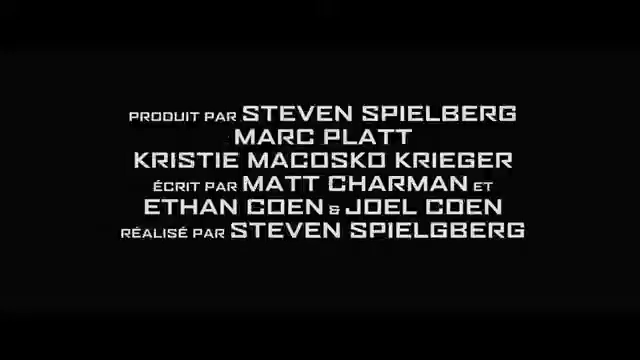 PRODUIT PAR STEVEN SPIELBERG
MARC PLATT
KRISTIE MACOSKO KRIEGER
ÉCRIT PAR MATT CHARMAN ET
ETHAN COEN & JOEL COEN
RÉALISÉ PAR STEVEN SPIELGBERG